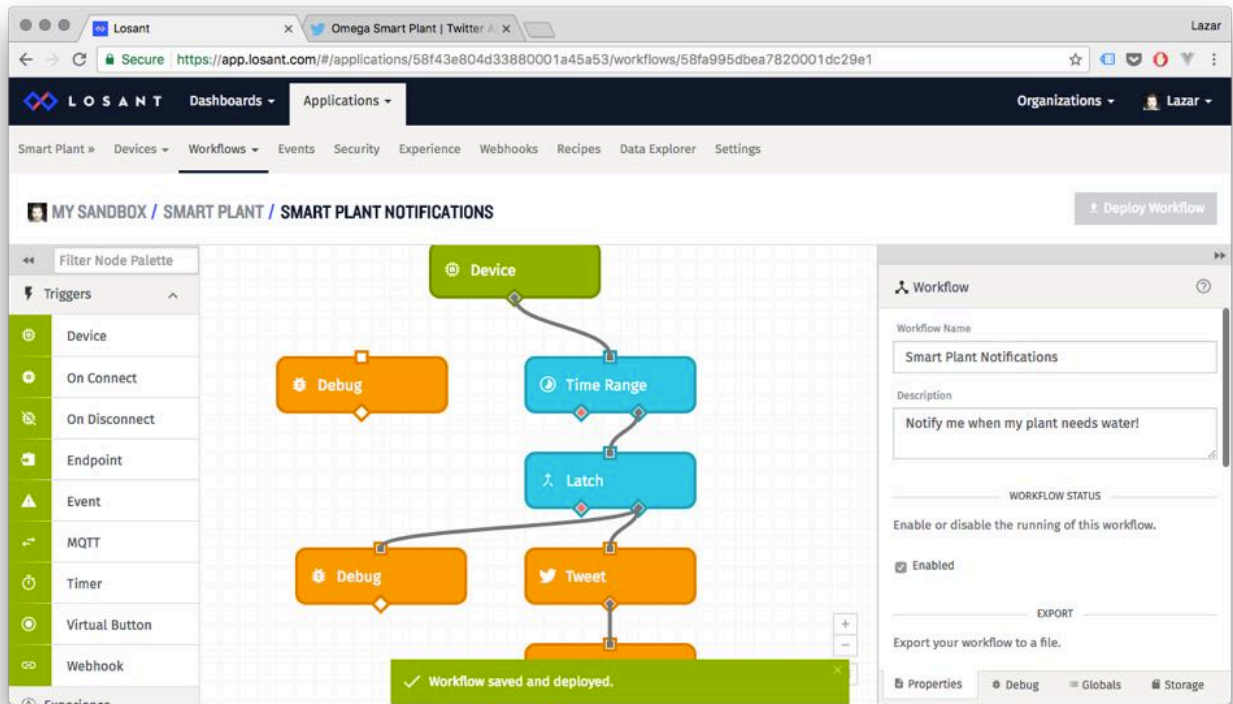 Losant
Omega Smart Plant | Twitter A
Lazar
Secure https://app.losant.com/#/applications/58f43e804d33880001a45a53/workflows/58fa995dbea7820001dc29e1
LOSANT Dashboards Applications Organizations Lazar
Smart Plant » Devices Workflows Events Security Experience Webhooks Recipes Data Explorer Settings
MY SANDBOX / SMART PLANT / SMART PLANT NOTIFICATIONS
Deploy Workflow
Filter Node Palette
Triggers
Device
On Connect
On Disconnect
Endpoint
Event
MQTT
Timer
Virtual Button
Webhook
Experience
Device
Debug
Time Range
Latch
Debug
Tweet
Workflow saved and deployed.
Workflow
Workflow Name
Smart Plant Notifications
Description
Notify me when my plant needs water!
WORKFLOW STATUS
Enable or disable the running of this workflow.
Enabled
EXPORT
Export your workflow to a file.
Properties Debug Globals Storage